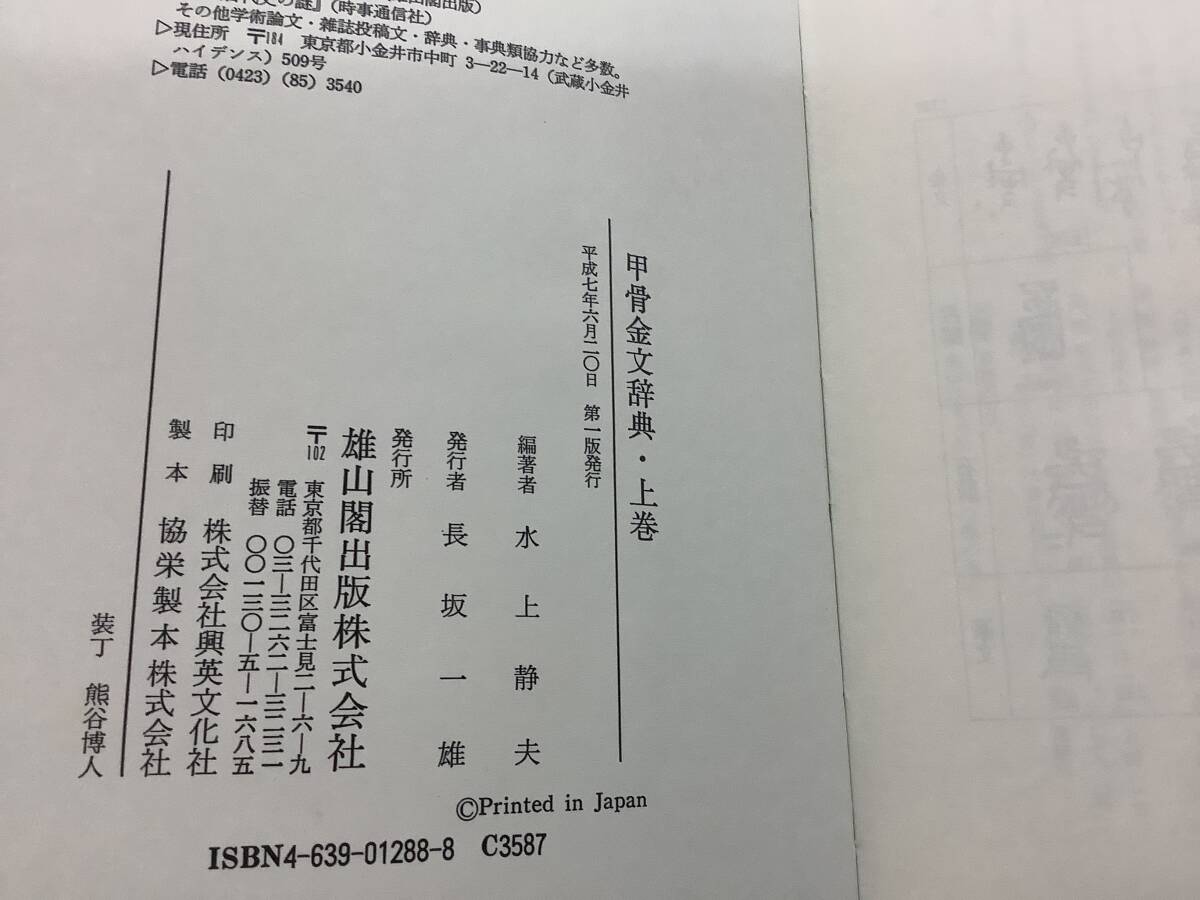 『古代史の謎』(時事通信社)
その他学術論文・雑誌投稿文・辞典・事典類協力など多数。
▷現住所 〒184 東京都小金井市中町 3—22—14 (武蔵小金井
ハイデンス) 509号
▷電話 (0423) (85) 3540
甲骨金文辞典・上巻
平成七年六月二〇日 第一版発行
編著者 水上静夫
発行者 長坂一雄
発行所 雄山閣出版株式会社
〒102 東京都千代田区富士見二—六—九
電話 〇三—三二六二—三二三一
振替 〇〇一三〇—五—一六八五
印刷 株式会社興英文化社
製本 協栄製本株式会社
装丁 熊谷博人
©Printed in Japan
ISBN4-639-01288-8 C3587